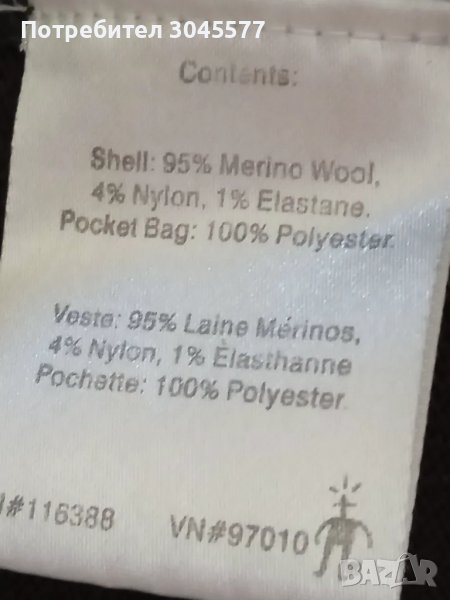 Потребител 3045577
Contents:
Shell: 95% Merino Wool,
4% Nylon, 1% Elastane.
Pocket Bag: 100% Polyester.
Veste: 95% Laine Mérinos,
4% Nylon, 1% Élasthanne
Pochette: 100% Polyester.
#116388 VN#97010
BAZAR